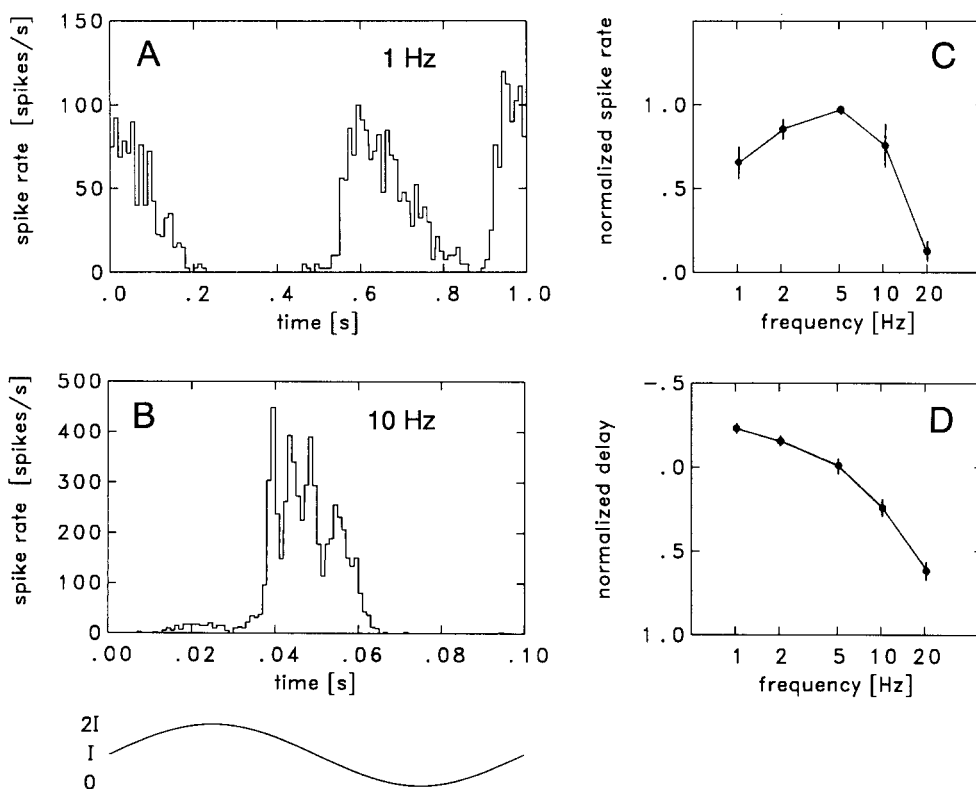 A
1 Hz
spike rate [spikes/s]
150
100
50
0
.0 .2 .4 .6 .8 1.0
time [s]
B
10 Hz
spike rate [spikes/s]
500
400
300
200
100
0
.00 .02 .04 .06 .08 .10
time [s]
2I
I
0
C
normalized spike rate
1.0
.5
.0
1 2 5 10 20
frequency [Hz]
D
normalized delay
-.5
.0
.5
1.0
1 2 5 10 20
frequency [Hz]